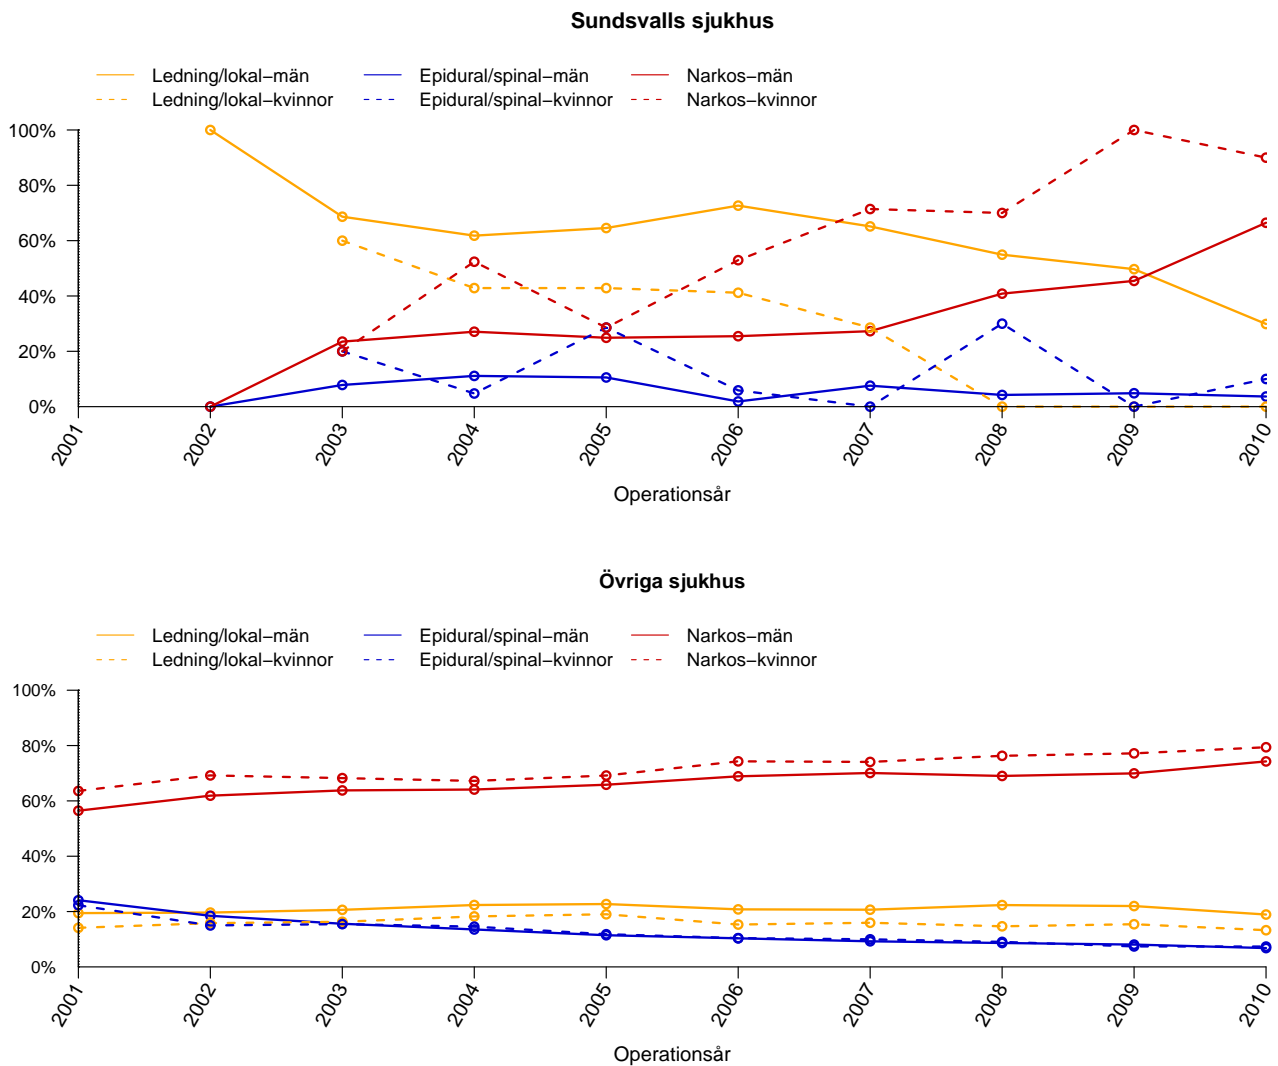 Sundsvalls sjukhus
Ledning/lokal−män Epidural/spinal−män Narkos−män
Ledning/lokal−kvinnor Epidural/spinal−kvinnor Narkos−kvinnor
100%
80%
60%
40%
20%
0%
2001 2002 2003 2004 2005 2006 2007 2008 2009 2010
Operationsår
Övriga sjukhus
Ledning/lokal−män Epidural/spinal−män Narkos−män
Ledning/lokal−kvinnor Epidural/spinal−kvinnor Narkos−kvinnor
100%
80%
60%
40%
20%
0%
2001 2002 2003 2004 2005 2006 2007 2008 2009 2010
Operationsår